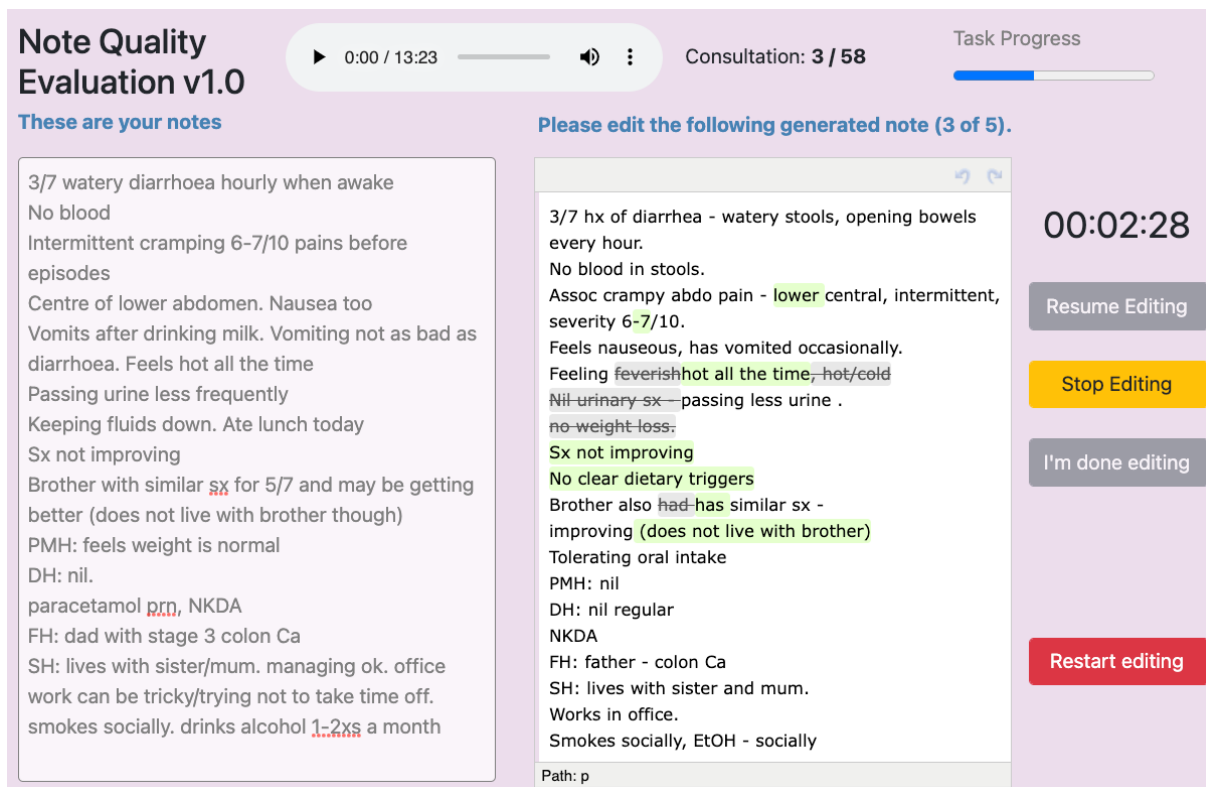 Note Quality
Evaluation v1.0
0:00 / 13:23
Consultation: 3 / 58
Task Progress
These are your notes
3/7 watery diarrhoea hourly when awake
No blood
Intermittent cramping 6-7/10 pains before
episodes
Centre of lower abdomen. Nausea too
Vomits after drinking milk. Vomiting not as bad as
diarrhoea. Feels hot all the time
Passing urine less frequently
Keeping fluids down. Ate lunch today
Sx not improving
Brother with similar sx for 5/7 and may be getting
better (does not live with brother though)
PMH: feels weight is normal
DH: nil.
paracetamol prn, NKDA
FH: dad with stage 3 colon Ca
SH: lives with sister/mum. managing ok. office
work can be tricky/trying not to take time off.
smokes socially. drinks alcohol 1-2xs a month
Please edit the following generated note (3 of 5).
3/7 hx of diarrhea - watery stools, opening bowels
every hour.
No blood in stools.
Assoc crampy abdo pain - lower central, intermittent,
severity 6-7/10.
Feels nauseous, has vomited occasionally.
Feeling feverishhot all the time, hot/cold
Nil urinary sx - passing less urine .
no weight loss.
Sx not improving
No clear dietary triggers
Brother also had has similar sx -
improving (does not live with brother)
Tolerating oral intake
PMH: nil
DH: nil regular
NKDA
FH: father - colon Ca
SH: lives with sister and mum.
Works in office.
Smokes socially, EtOH - socially
Path: p
00:02:28
Resume Editing
Stop Editing
I'm done editing
Restart editing